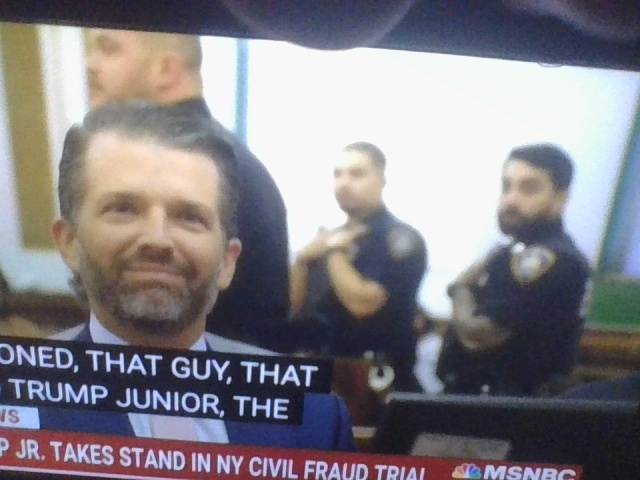 ONED, THAT GUY, THAT
TRUMP JUNIOR, THE
WS
P JR. TAKES STAND IN NY CIVIL FRAUD TRIAL
MSNBC